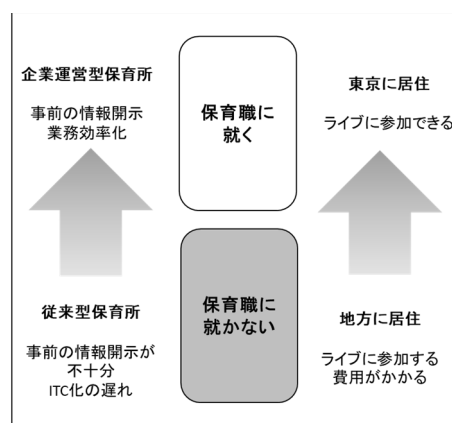 企業運営型保育所
事前の情報開示
業務効率化
従来型保育所
事前の情報開示が
不十分
ITC化の遅れ
保育職に
就く
保育職に
就かない
東京に居住
ライブに参加できる
地方に居住
ライブに参加する
費用がかかる